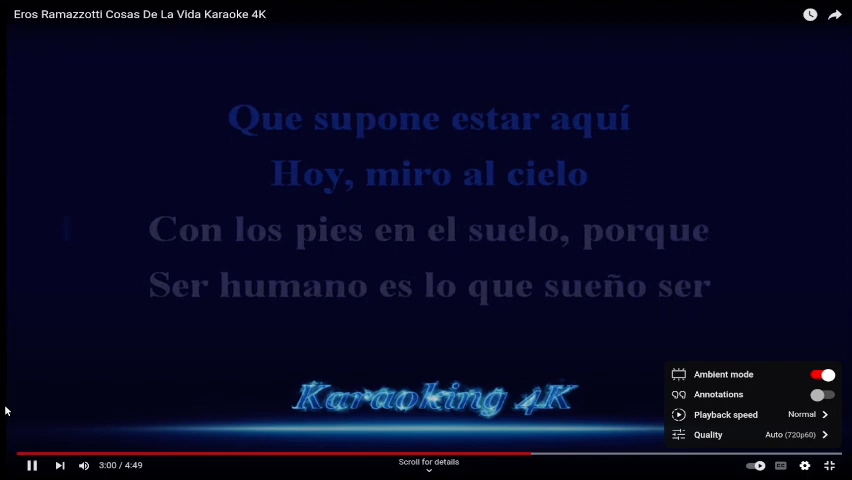 Eros Ramazzotti Cosas De La Vida Karaoke 4K
Que supone estar aquí
Hoy, miro al cielo
Con los pies en el suelo, porque
Ser humano es lo que sueño ser
Karaoking 4K
Ambient mode
Annotations
Playback speed Normal
Quality Auto (720p60)
3:00 / 4:49
Scroll for details
CC